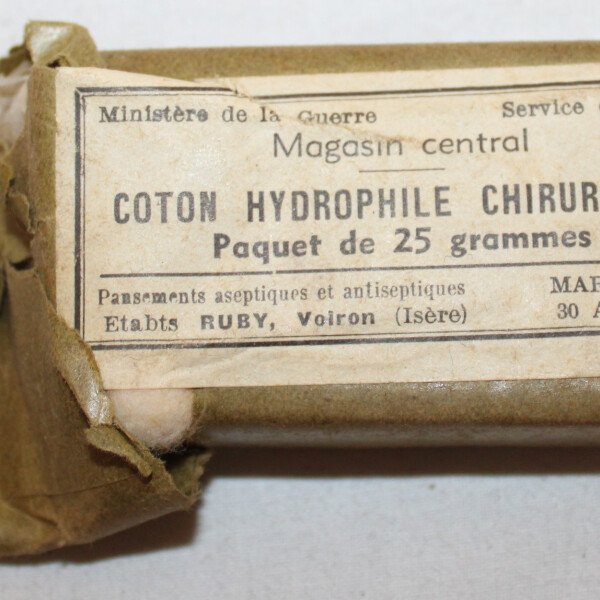 Ministère de la Guerre Service
Magasin central
COTON HYDROPHILE CHIRUR
Paquet de 25 grammes
Pansements aseptiques et antiseptiques MAR
Etabts RUBY, Voiron (Isère) 30 A